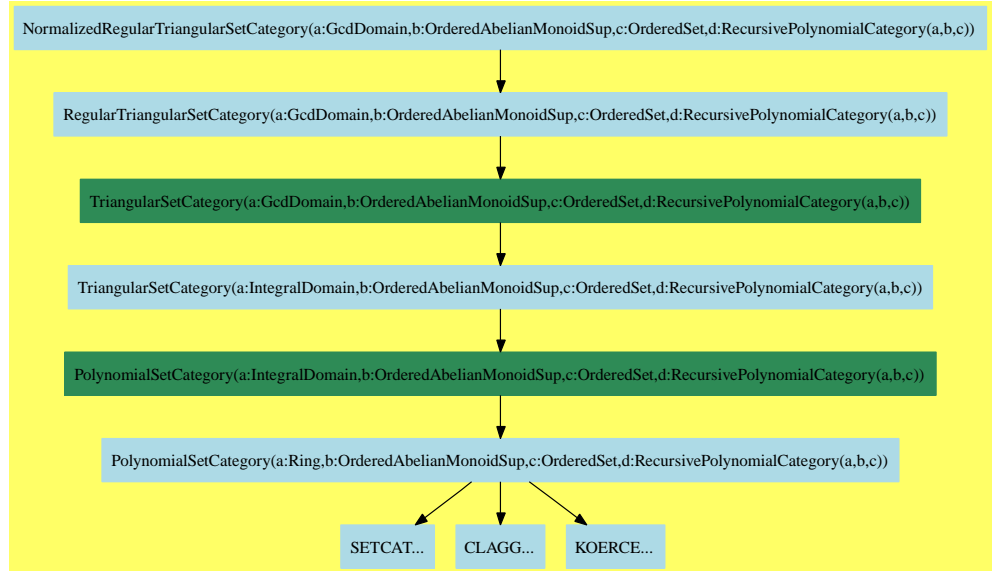 NormalizedRegularTriangularSetCategory(a:GcdDomain,b:OrderedAbelianMonoidSup,c:OrderedSet,d:RecursivePolynomialCategory(a,b,c))
RegularTriangularSetCategory(a:GcdDomain,b:OrderedAbelianMonoidSup,c:OrderedSet,d:RecursivePolynomialCategory(a,b,c))
TriangularSetCategory(a:GcdDomain,b:OrderedAbelianMonoidSup,c:OrderedSet,d:RecursivePolynomialCategory(a,b,c))
TriangularSetCategory(a:IntegralDomain,b:OrderedAbelianMonoidSup,c:OrderedSet,d:RecursivePolynomialCategory(a,b,c))
PolynomialSetCategory(a:IntegralDomain,b:OrderedAbelianMonoidSup,c:OrderedSet,d:RecursivePolynomialCategory(a,b,c))
PolynomialSetCategory(a:Ring,b:OrderedAbelianMonoidSup,c:OrderedSet,d:RecursivePolynomialCategory(a,b,c))
SETCAT... CLAGG... KOERCE...